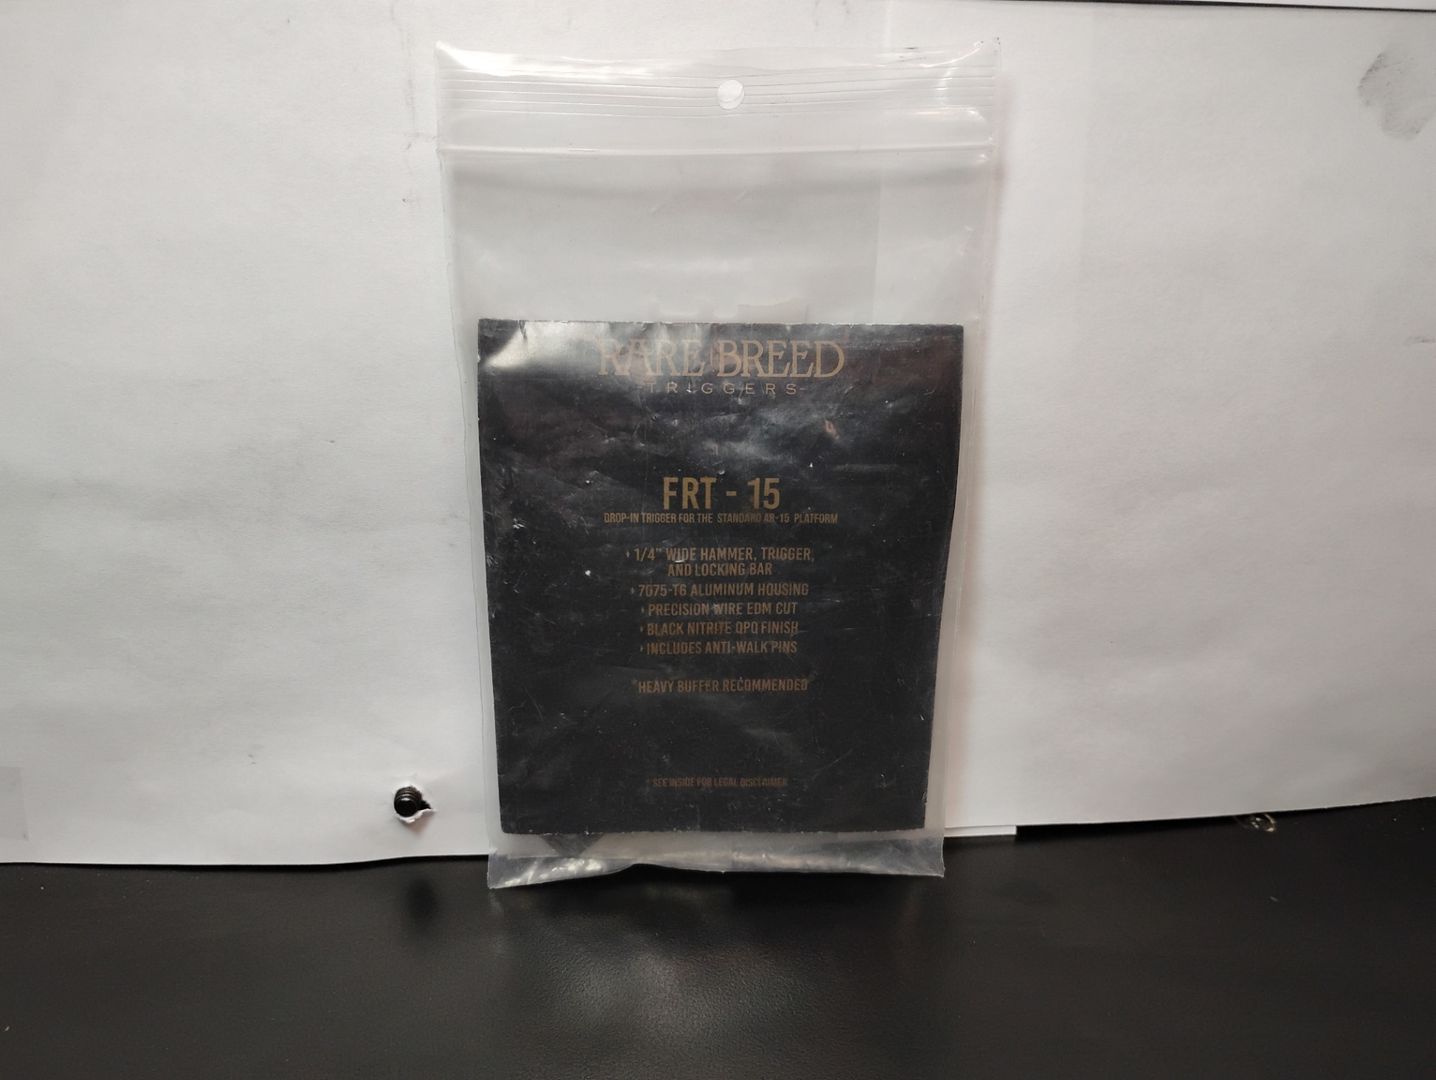 RARE BREED
TRIGGERS
FRT - 15
DROP-IN TRIGGER FOR THE STANDARD AR-15 PLATFORM
• 1/4" WIDE HAMMER, TRIGGER,
AND LOCKING BAR
• 7075-T6 ALUMINUM HOUSING
• PRECISION WIRE EDM CUT
• BLACK NITRITE QPQ FINISH
• INCLUDES ANTI-WALK PINS
*HEAVY BUFFER RECOMMENDED*
* SEE INSIDE FOR LEGAL DISCLAIMER